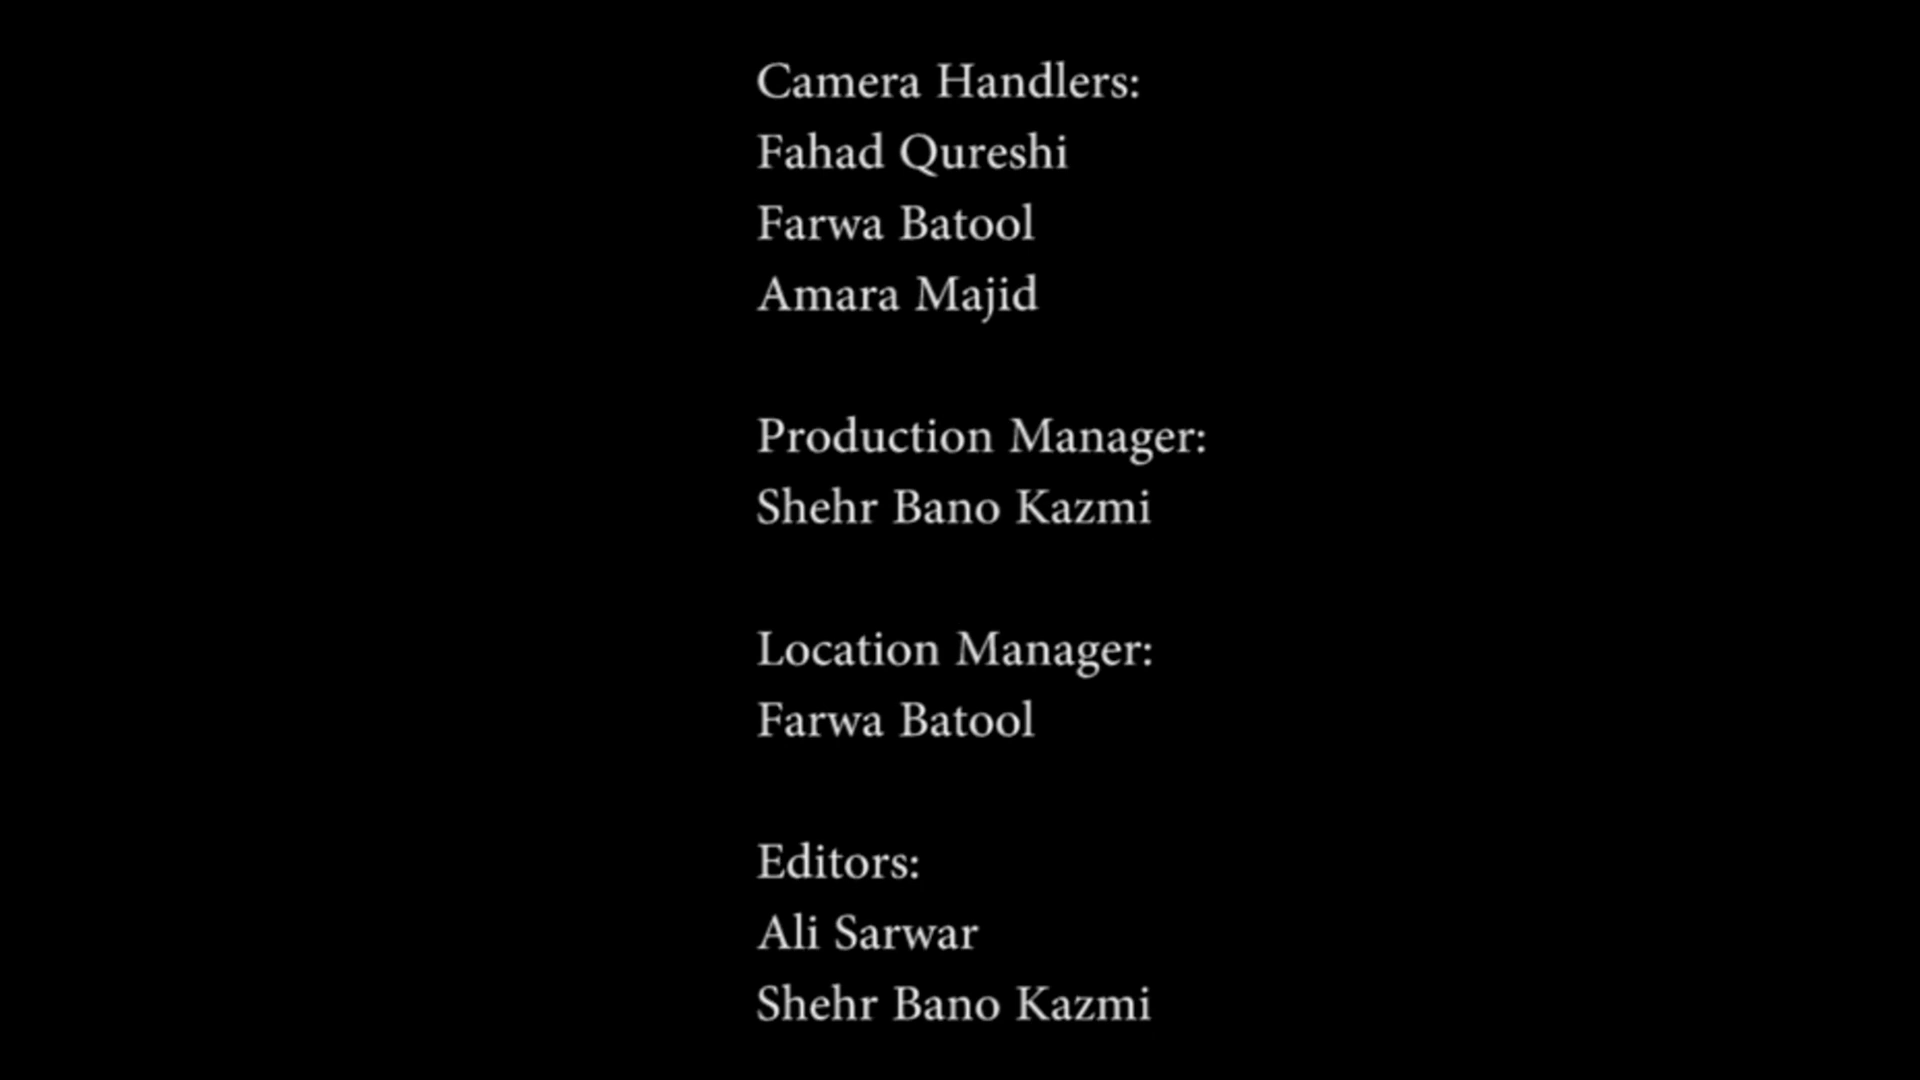 Camera Handlers:
Fahad Qureshi
Farwa Batool
Amara Majid
Production Manager:
Shehr Bano Kazmi
Location Manager:
Farwa Batool
Editors:
Ali Sarwar
Shehr Bano Kazmi